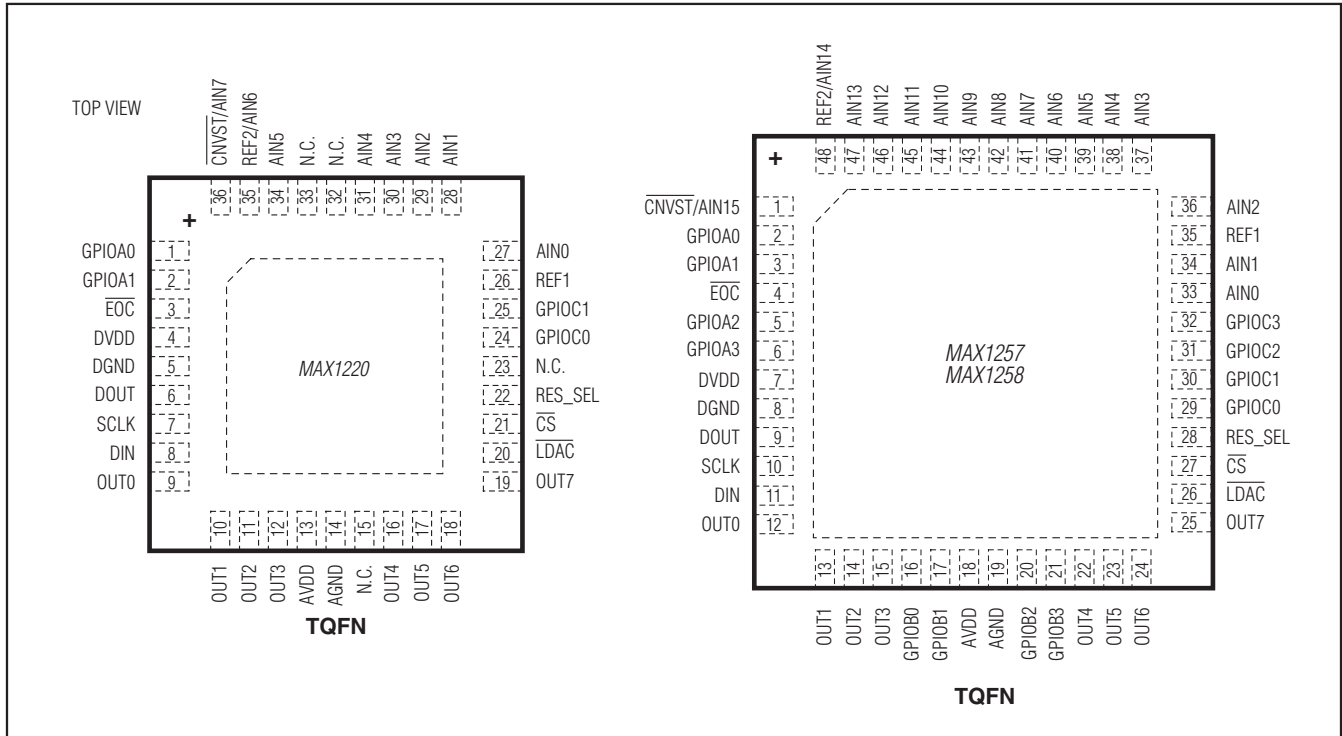 TOP VIEW
CNVST/AIN7
REF2/AIN6
AIN5
N.C.
N.C.
AIN4
AIN3
AIN2
AIN1
36
35
34
33
32
31
30
29
28
+
GPIOA0 1
GPIOA1 2
EOC 3
DVDD 4
DGND 5
DOUT 6
SCLK 7
DIN 8
OUT0 9
MAX1220
27 AIN0
26 REF1
25 GPIOC1
24 GPIOC0
23 N.C.
22 RES_SEL
21 CS
20 LDAC
19 OUT7
10
11
12
13
14
15
16
17
18
OUT1
OUT2
OUT3
AVDD
AGND
N.C.
OUT4
OUT5
OUT6
TQFN
REF2/AIN14
AIN13
AIN12
AIN11
AIN10
AIN9
AIN8
AIN7
AIN6
AIN5
AIN4
AIN3
48
47
46
45
44
43
42
41
40
39
38
37
+
CNVST/AIN15 1
GPIOA0 2
GPIOA1 3
EOC 4
GPIOA2 5
GPIOA3 6
DVDD 7
DGND 8
DOUT 9
SCLK 10
DIN 11
OUT0 12
MAX1257
MAX1258
36 AIN2
35 REF1
34 AIN1
33 AIN0
32 GPIOC3
31 GPIOC2
30 GPIOC1
29 GPIOC0
28 RES_SEL
27 CS
26 LDAC
25 OUT7
13
14
15
16
17
18
19
20
21
22
23
24
OUT1
OUT2
OUT3
GPIOB0
GPIOB1
AVDD
AGND
GPIOB2
GPIOB3
OUT4
OUT5
OUT6
TQFN